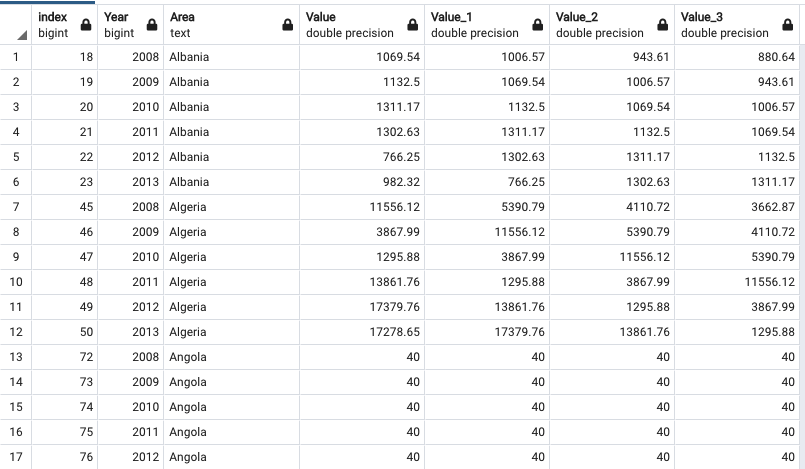 index Year Area Value Value_1 Value_2 Value_3
bigint bigint text double precision double precision double precision double precision
1 18 2008 Albania 1069.54 1006.57 943.61 880.64
2 19 2009 Albania 1132.5 1069.54 1006.57 943.61
3 20 2010 Albania 1311.17 1132.5 1069.54 1006.57
4 21 2011 Albania 1302.63 1311.17 1132.5 1069.54
5 22 2012 Albania 766.25 1302.63 1311.17 1132.5
6 23 2013 Albania 982.32 766.25 1302.63 1311.17
7 45 2008 Algeria 11556.12 5390.79 4110.72 3662.87
8 46 2009 Algeria 3867.99 11556.12 5390.79 4110.72
9 47 2010 Algeria 1295.88 3867.99 11556.12 5390.79
10 48 2011 Algeria 13861.76 1295.88 3867.99 11556.12
11 49 2012 Algeria 17379.76 13861.76 1295.88 3867.99
12 50 2013 Algeria 17278.65 17379.76 13861.76 1295.88
13 72 2008 Angola 40 40 40 40
14 73 2009 Angola 40 40 40 40
15 74 2010 Angola 40 40 40 40
16 75 2011 Angola 40 40 40 40
17 76 2012 Angola 40 40 40 40